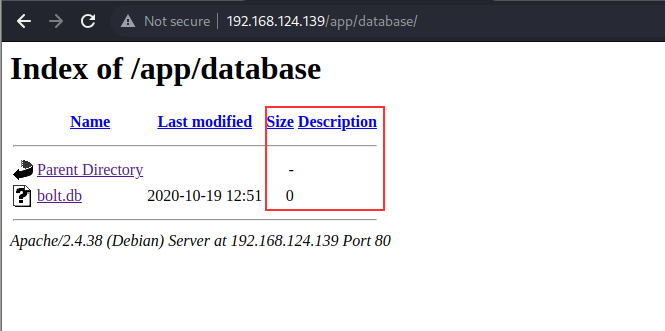 Not secure | 192.168.124.139/app/database/
Index of /app/database
Name Last modified Size Description
Parent Directory -
bolt.db 2020-10-19 12:51 0
Apache/2.4.38 (Debian) Server at 192.168.124.139 Port 80